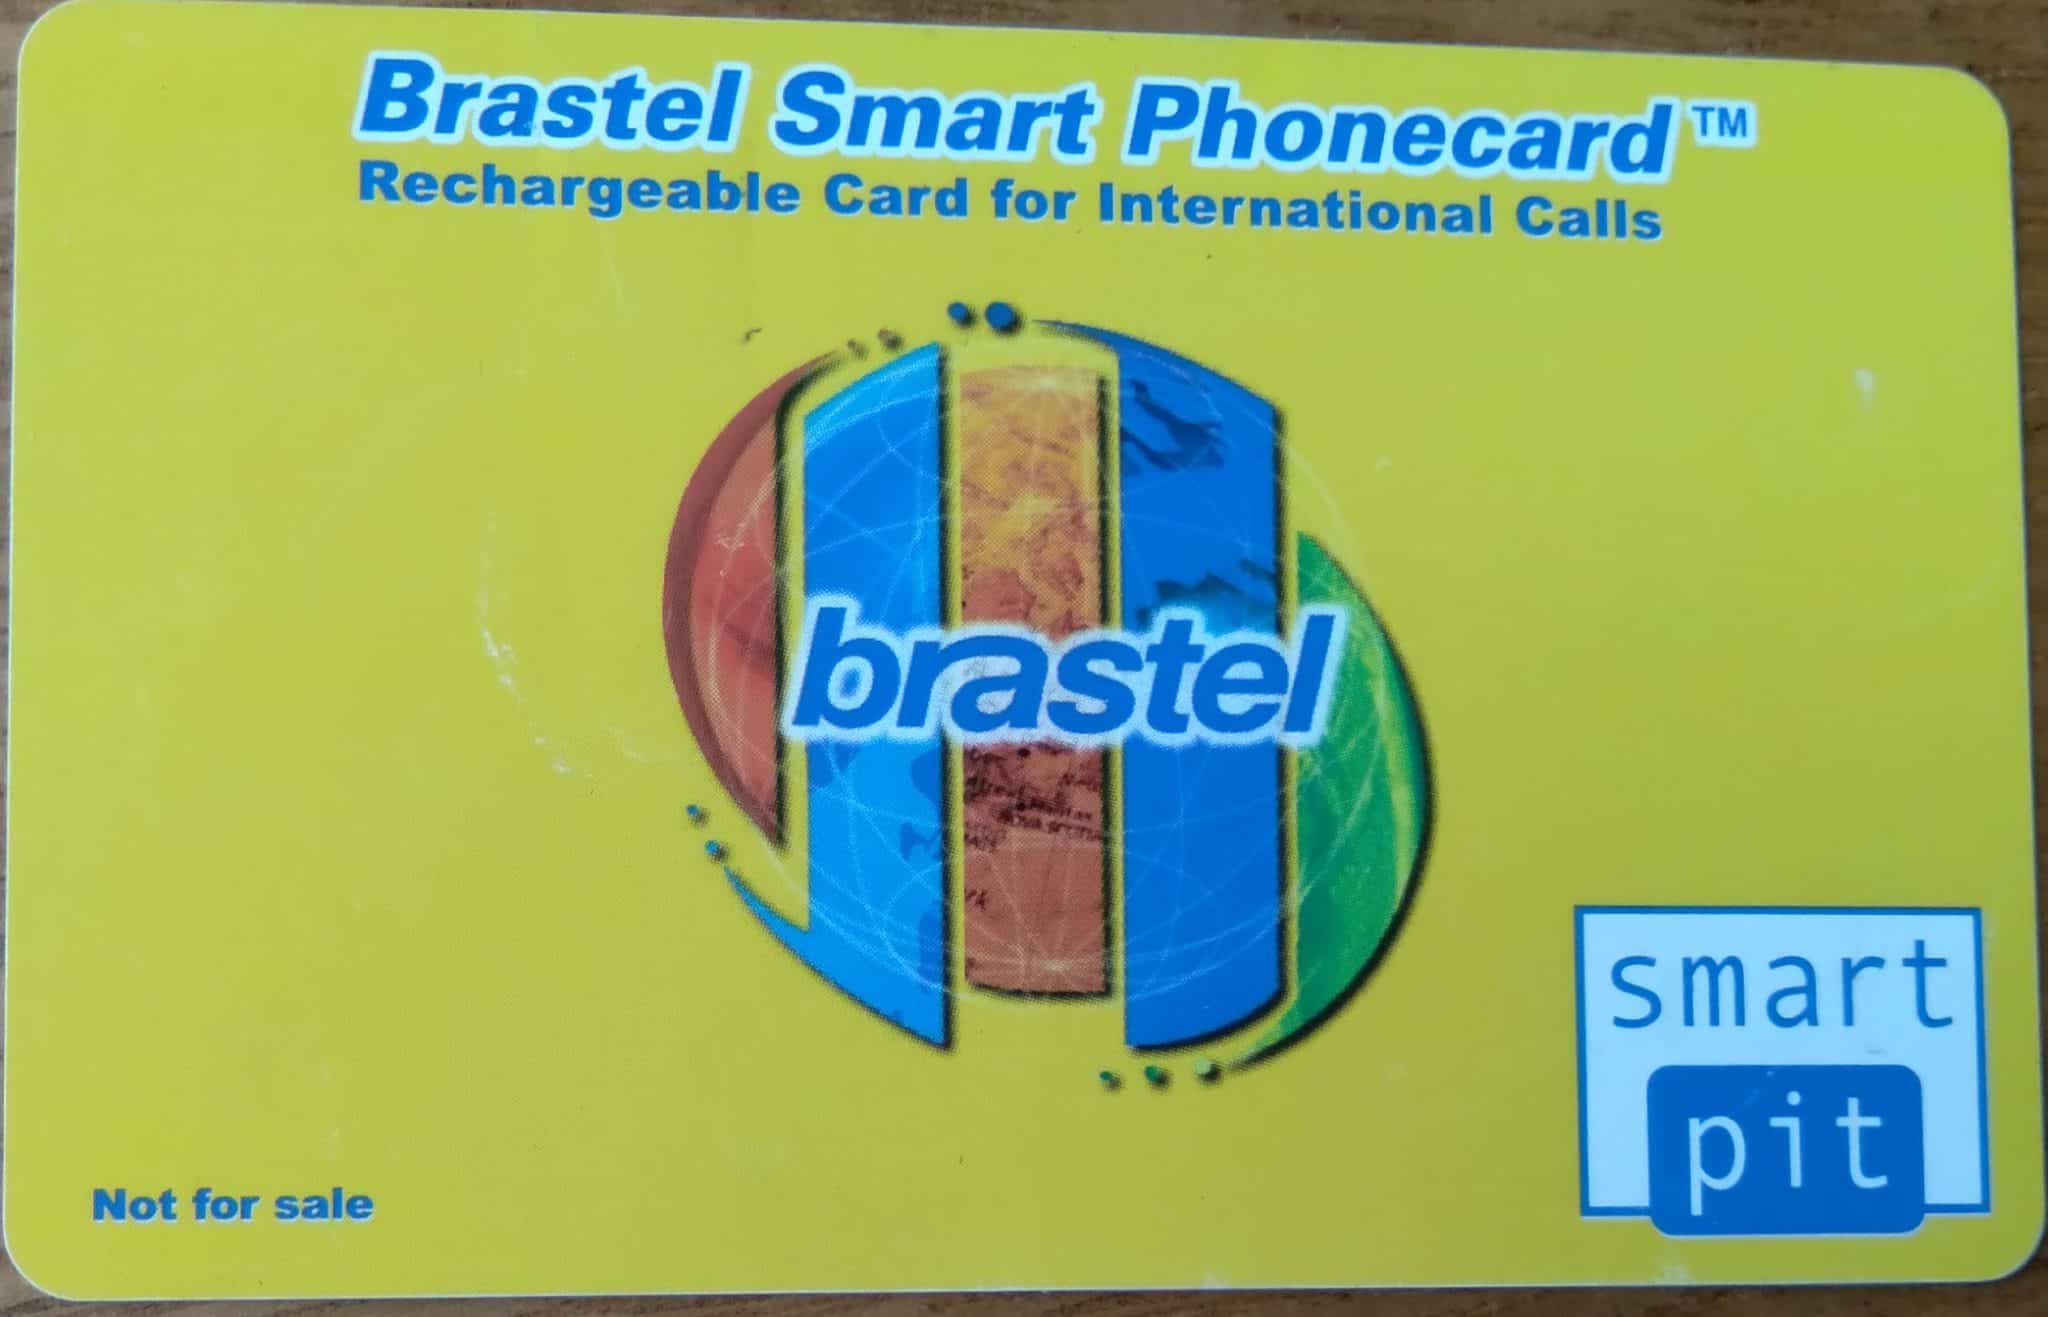 Brastel Smart Phonecard™
Rechargeable Card for International Calls
brastel
smart
pit
Not for sale